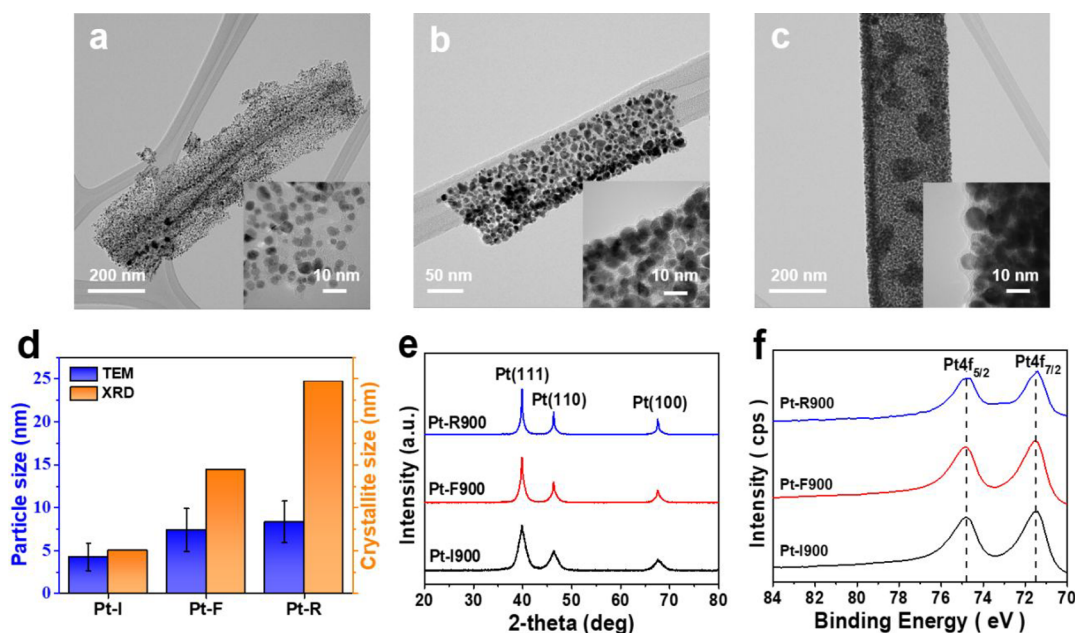 a
200 nm
10 nm
b
50 nm
10 nm
c
200 nm
10 nm
d
Particle size (nm)
25
20
15
10
5
0
TEM
XRD
Crystallite size (nm)
Pt-I
Pt-F
Pt-R
e
Intensity (a.u.)
Pt(111)
Pt(110)
Pt(100)
Pt-R900
Pt-F900
Pt-I900
20 30 40 50 60 70 80
2-theta (deg)
f
Intensity ( cps)
Pt4f5/2
Pt4f7/2
Pt-R900
Pt-F900
Pt-I900
84 82 80 78 76 74 72 70
Binding Energy ( eV)